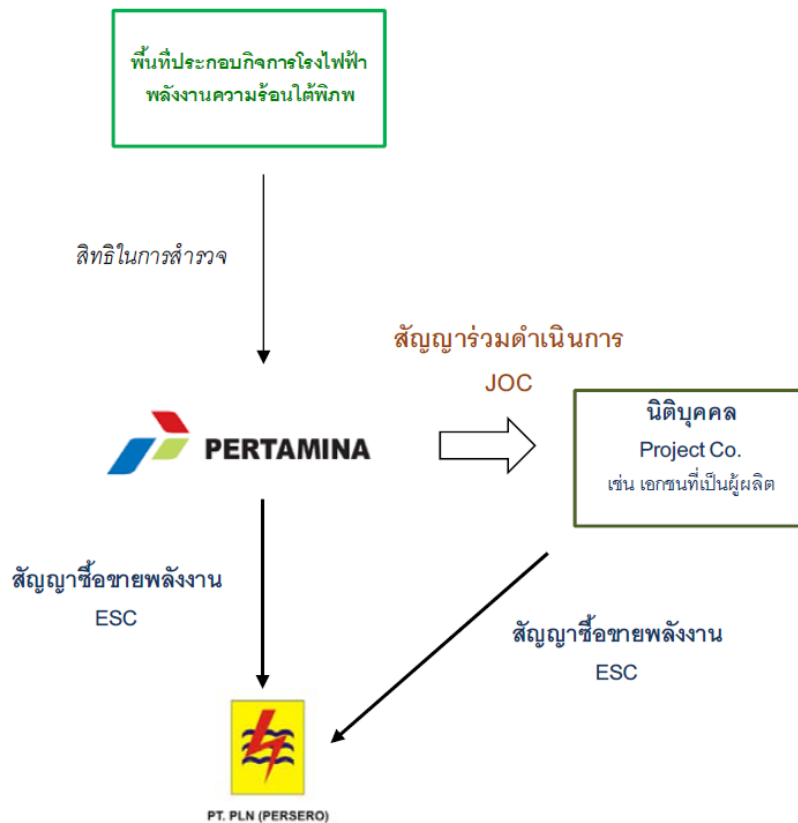 พื้นที่ประกอบกิจการโรงไฟฟ้า
พลังงานความร้อนใต้พิภพ
สิทธิในการสำรวจ
สัญญาร่วมดำเนินการ
JOC
PERTAMINA
นิติบุคคล
Project Co.
เช่น เอกชนที่เป็นผู้ผลิต
สัญญาซื้อขายพลังงาน
ESC
สัญญาซื้อขายพลังงาน
ESC
PT. PLN (PERSERO)